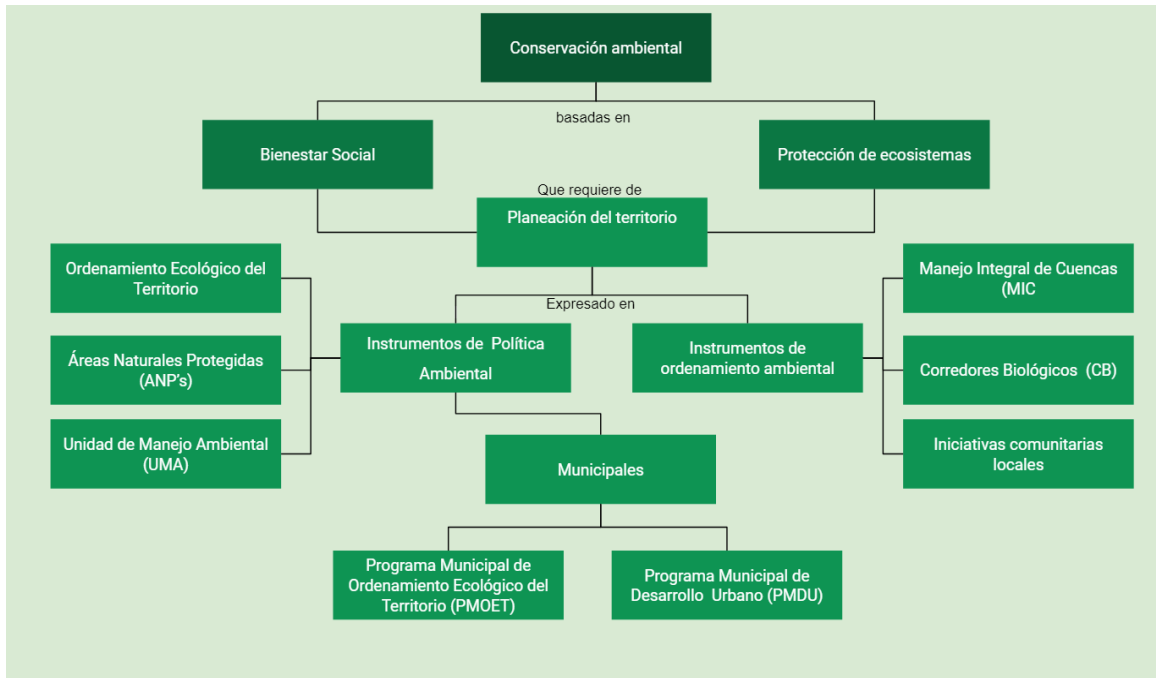 Conservación ambiental
basadas en
Bienestar Social
Protección de ecosistemas
Que requiere de
Planeación del territorio
Ordenamiento Ecológico del
Territorio
Manejo Integral de Cuencas
(MIC
Expresado en
Instrumentos de Política
Ambiental
Instrumentos de
ordenamiento ambiental
Áreas Naturales Protegidas
(ANP's)
Corredores Biológicos (CB)
Unidad de Manejo Ambiental
(UMA)
Iniciativas comunitarias
locales
Municipales
Programa Municipal de
Ordenamiento Ecológico del
Territorio (PMOET)
Programa Municipal de
Desarrollo Urbano (PMDU)